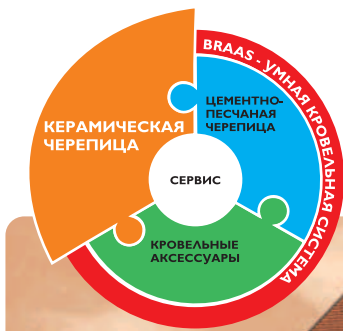 BRAAS - УМНАЯ КРОВЕЛЬНАЯ СИСТЕМА
КЕРАМИЧЕСКАЯ
ЧЕРЕПИЦА
ЦЕМЕНТНО-
ПЕСЧАНАЯ
ЧЕРЕПИЦА
СЕРВИС
КРОВЕЛЬНЫЕ
АКСЕССУАРЫ